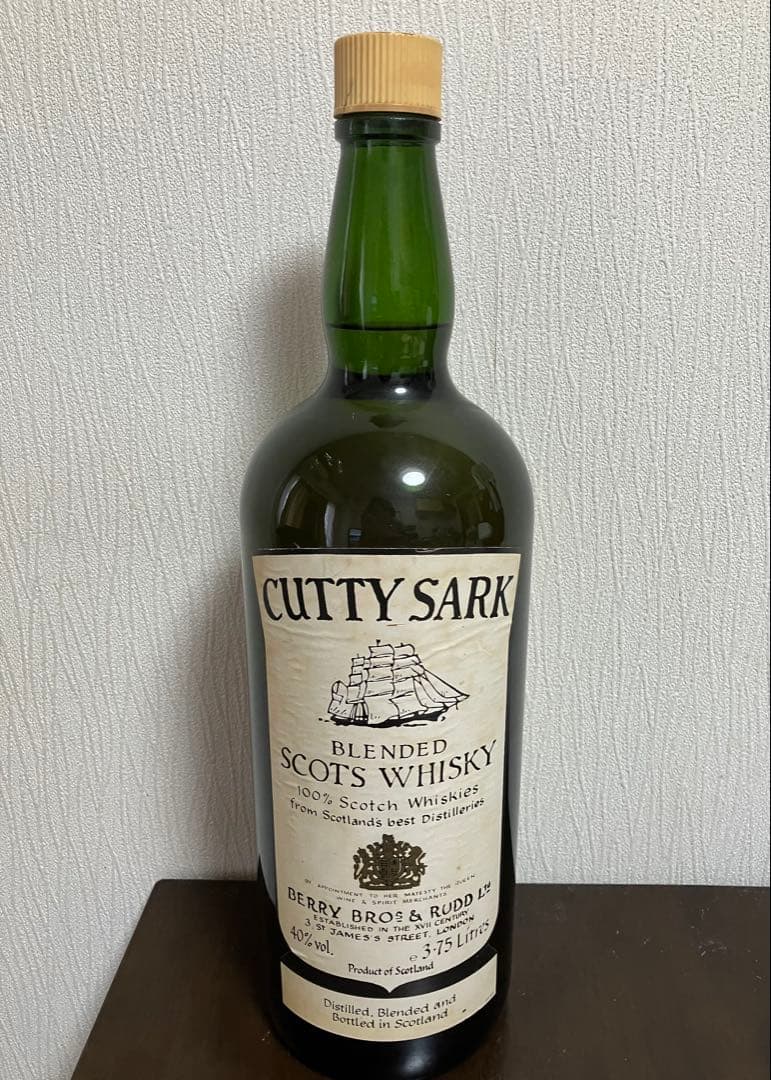 CUTTY SARK
BLENDED
SCOTS WHISKY
100% Scotch Whiskies
from Scotland's best Distilleries
BY APPOINTMENT TO HER MAJESTY THE QUEEN
WINE & SPIRIT MERCHANTS
BERRY BROS & RUDD LTD
ESTABLISHED IN THE XVII CENTURY
3, ST JAMES'S STREET, LONDON
40% vol.
e 3·75 Litres
Product of Scotland
Distilled, Blended and
Bottled in Scotland